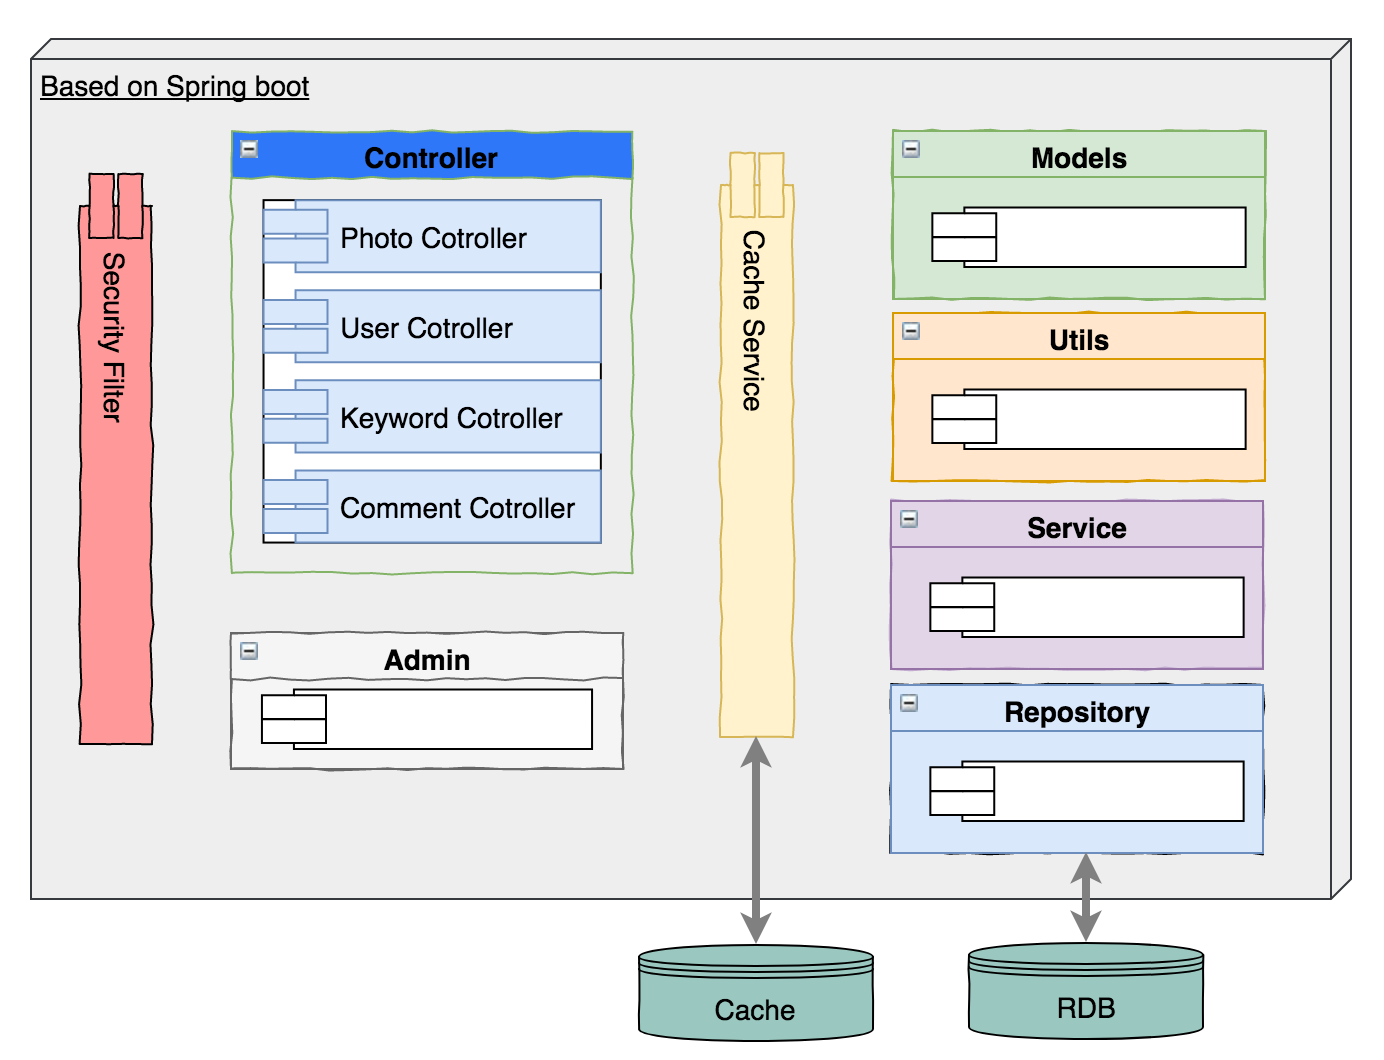 Based on Spring boot
Security Filter
Controller
Photo Cotroller
User Cotroller
Keyword Cotroller
Comment Cotroller
Admin
Cache Service
Models
Utils
Service
Repository
Cache
RDB